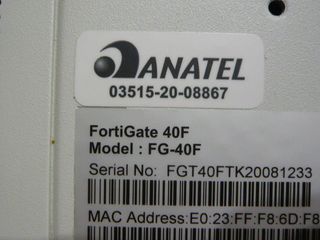 ANATEL
03515-20-08867
FortiGate 40F
Model : FG-40F
Serial No: FGT40FTK20081233
MAC Address:E0:23:FF:F8:6D:F8